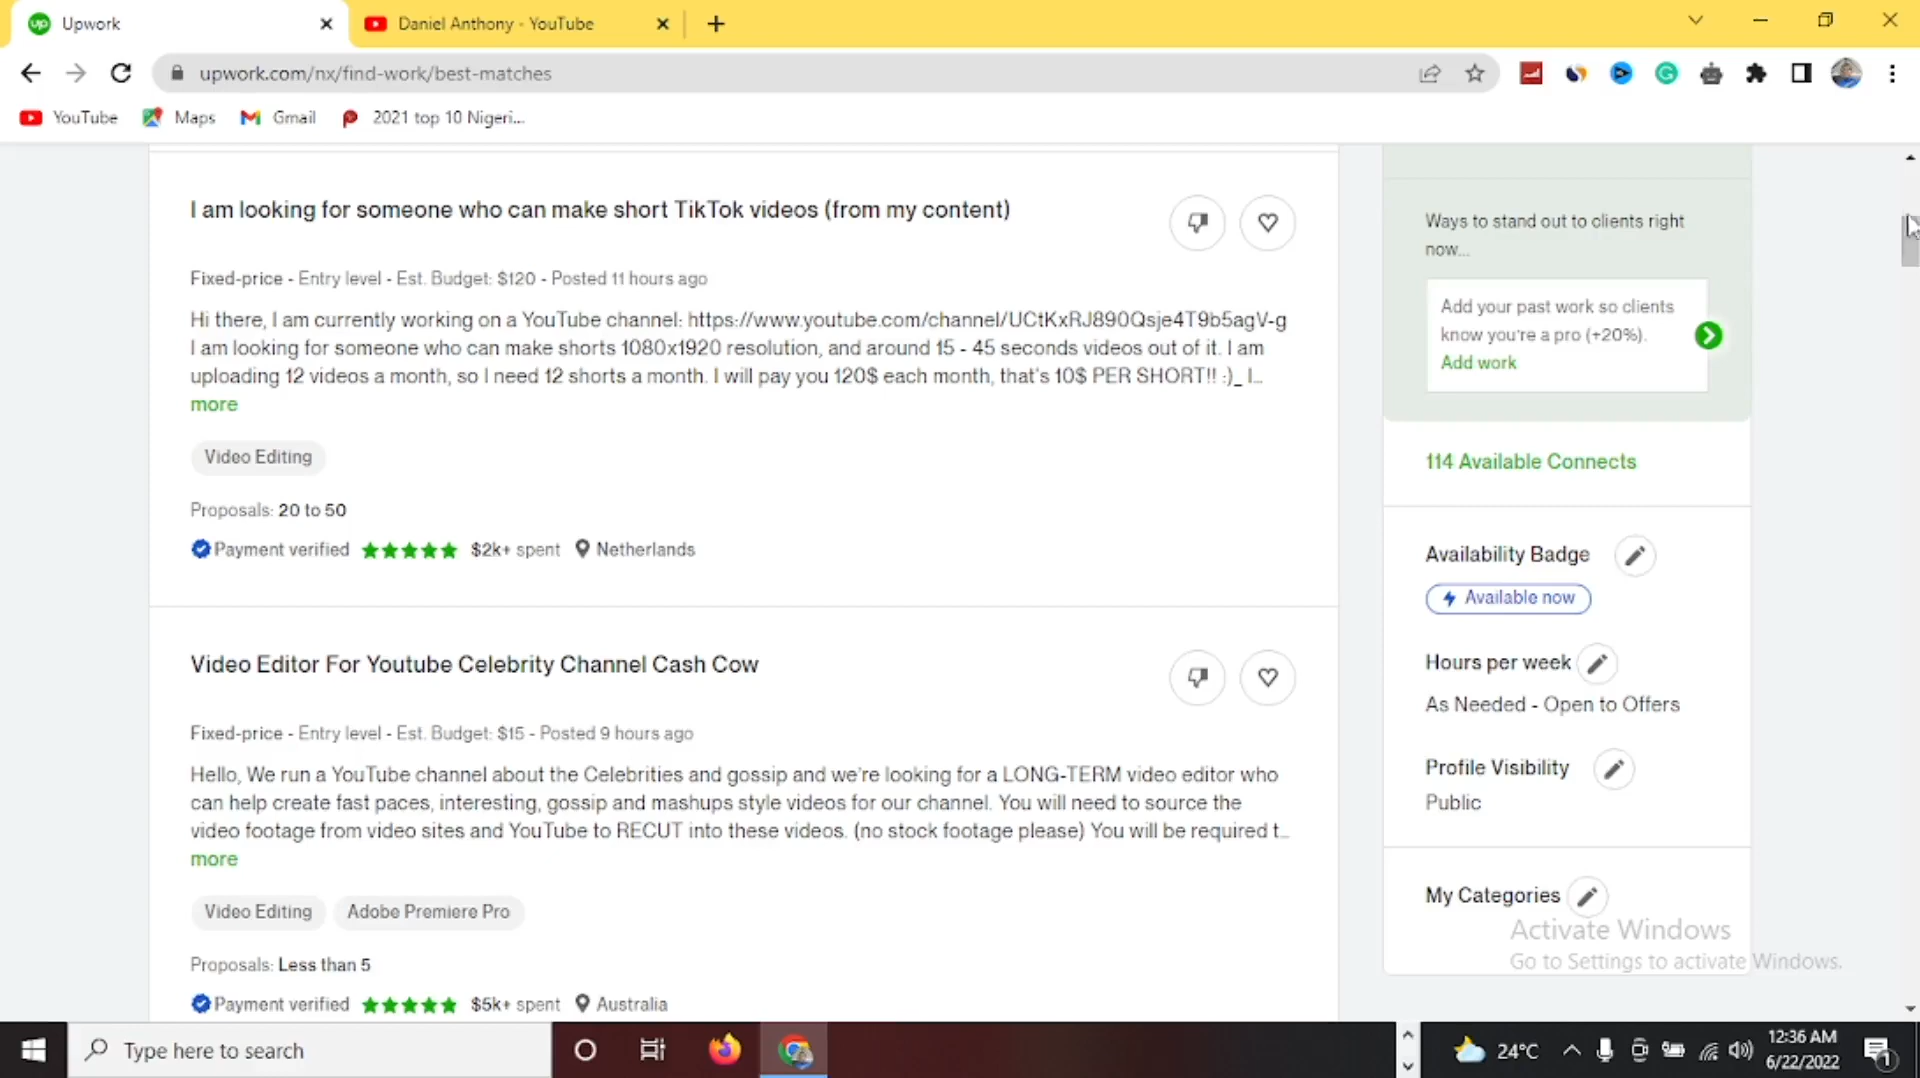 Upwork
Daniel Anthony - YouTube
upwork.com/nx/find-work/best-matches
YouTube
Maps
Gmail
2021 top 10 Nigeri...
I am looking for someone who can make short TikTok videos (from my content)
Fixed-price - Entry level - Est. Budget: $120 - Posted 11 hours ago
Hi there, I am currently working on a YouTube channel: https://www.youtube.com/channel/UCtKxRJ890Qsje4T9b5agV-g
I am looking for someone who can make shorts 1080x1920 resolution, and around 15 - 45 seconds videos out of it. I am
uploading 12 videos a month, so I need 12 shorts a month. I will pay you 120$ each month, that's 10$ PER SHORT!! :)_ I...
more
Video Editing
Proposals: 20 to 50
Payment verified $2k+ spent Netherlands
Video Editor For Youtube Celebrity Channel Cash Cow
Fixed-price - Entry level - Est. Budget: $15 - Posted 9 hours ago
Hello, We run a YouTube channel about the Celebrities and gossip and we're looking for a LONG-TERM video editor who
can help create fast paces, interesting, gossip and mashups style videos for our channel. You will need to source the
video footage from video sites and YouTube to RECUT into these videos. (no stock footage please) You will be required t...
more
Video Editing
Adobe Premiere Pro
Proposals: Less than 5
Payment verified $5k+ spent Australia
Ways to stand out to clients right
now...
Add your past work so clients
know you're a pro (+20%).
Add work
114 Available Connects
Availability Badge
Available now
Hours per week
As Needed - Open to Offers
Profile Visibility
Public
My Categories
Activate Windows
Go to Settings to activate Windows.
Type here to search
24°C
12:36 AM
6/22/2022
1